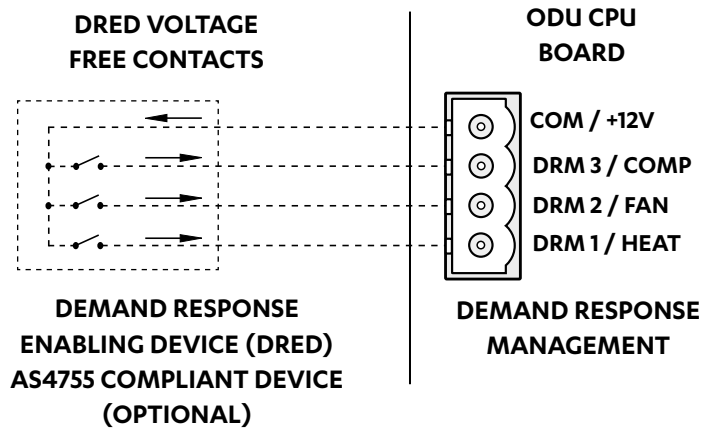 DRED VOLTAGE
FREE CONTACTS
ODU CPU
BOARD
COM / +12V
DRM 3 / COMP
DRM 2 / FAN
DRM 1 / HEAT
DEMAND RESPONSE
ENABLING DEVICE (DRED)
AS4755 COMPLIANT DEVICE
(OPTIONAL)
DEMAND RESPONSE
MANAGEMENT